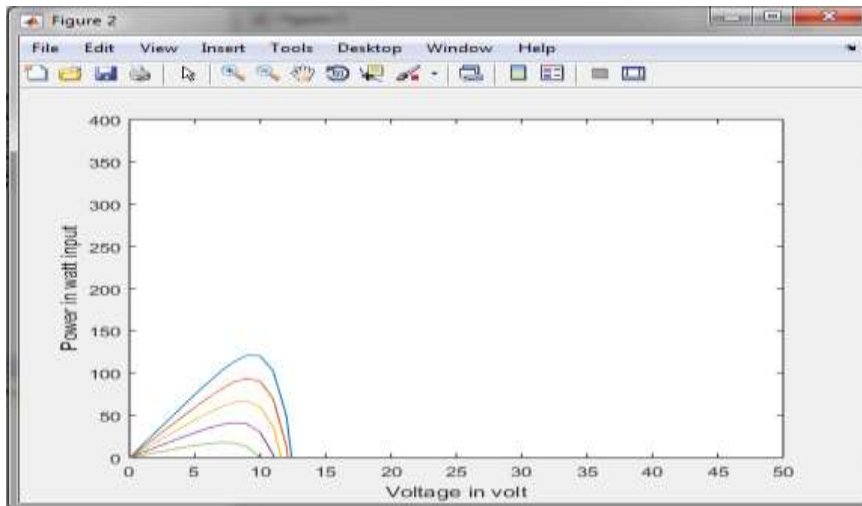 Figure 2
File Edit View Insert Tools Desktop Window Help
400
350
300
250
200
150
100
50
0
Power in watt input
0 5 10 15 20 25 30 35 40 45 50
Voltage in volt